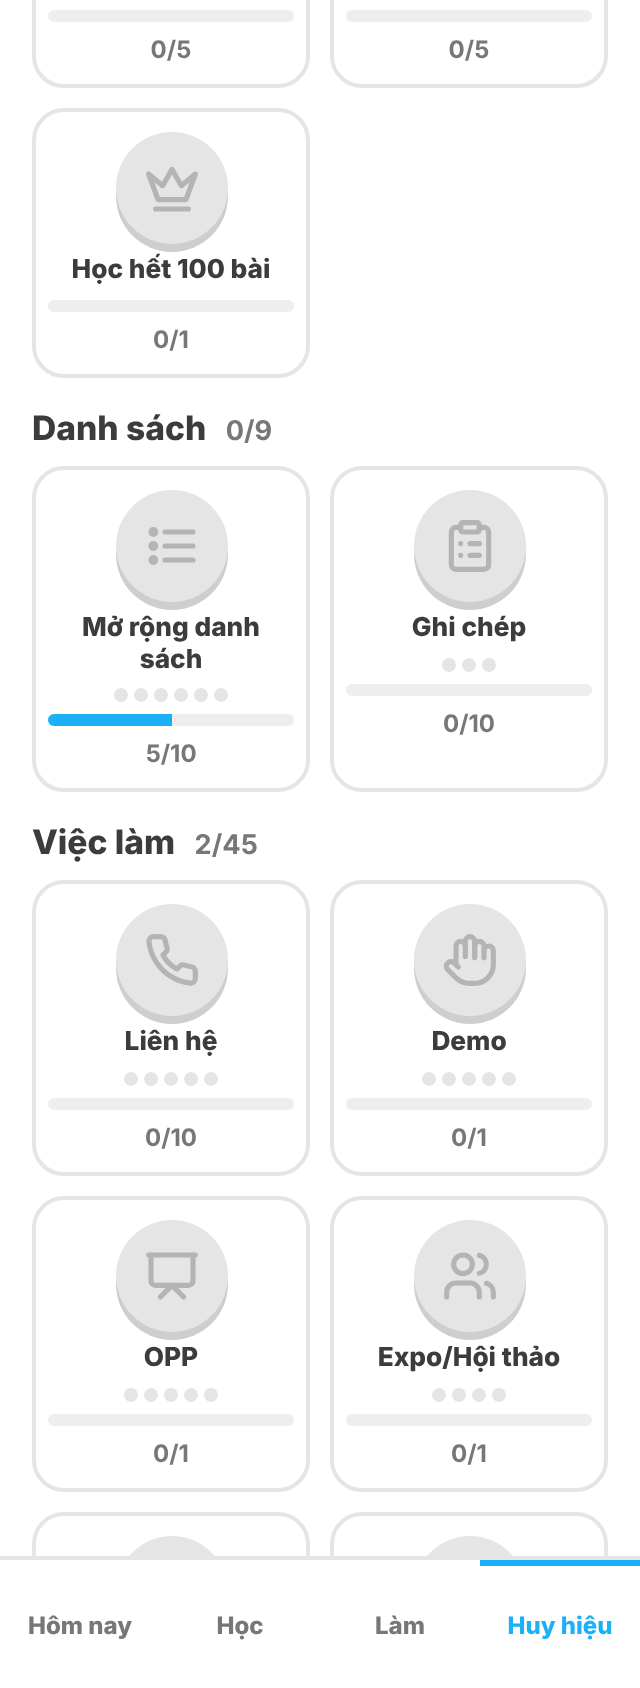 0/5
0/5
Học hết 100 bài
0/1
Danh sách 0/9
Mở rộng danh
sách
5/10
Ghi chép
0/10
Việc làm 2/45
Liên hệ
0/10
Demo
0/1
OPP
0/1
Expo/Hội thảo
0/1
Hôm nay
Học
Làm
Huy hiệu